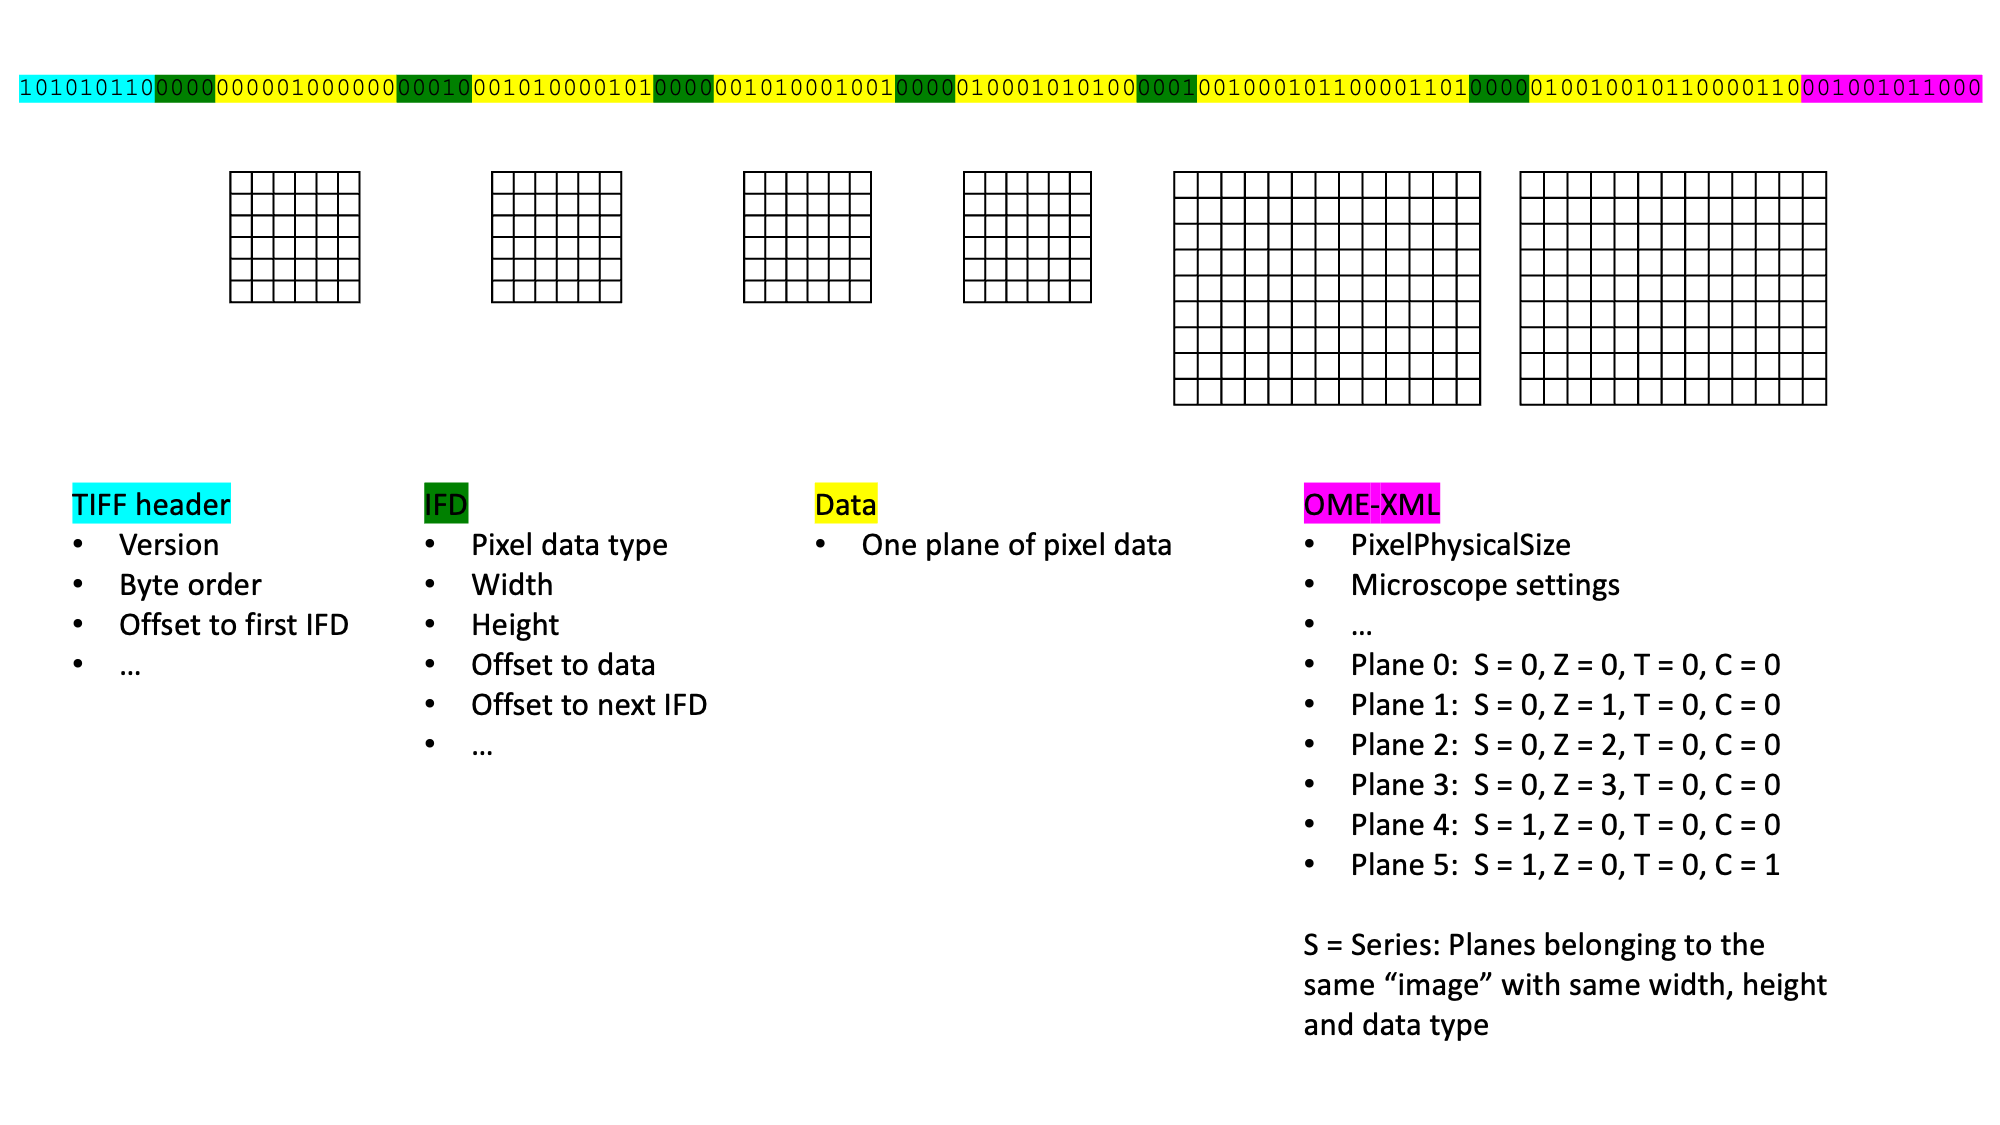 1010101100000000001000000000100010100001010000001010001001000001000101010000010010001011000011010000010010010110000110001001011000
TIFF header
• Version
• Byte order
• Offset to first IFD
• ...
IFD
• Pixel data type
• Width
• Height
• Offset to data
• Offset to next IFD
• ...
Data
• One plane of pixel data
OME-XML
• PixelPhysicalSize
• Microscope settings
• ...
• Plane 0: S = 0, Z = 0, T = 0, C = 0
• Plane 1: S = 0, Z = 1, T = 0, C = 0
• Plane 2: S = 0, Z = 2, T = 0, C = 0
• Plane 3: S = 0, Z = 3, T = 0, C = 0
• Plane 4: S = 1, Z = 0, T = 0, C = 0
• Plane 5: S = 1, Z = 0, T = 0, C = 1
S = Series: Planes belonging to the
same “image” with same width, height
and data type